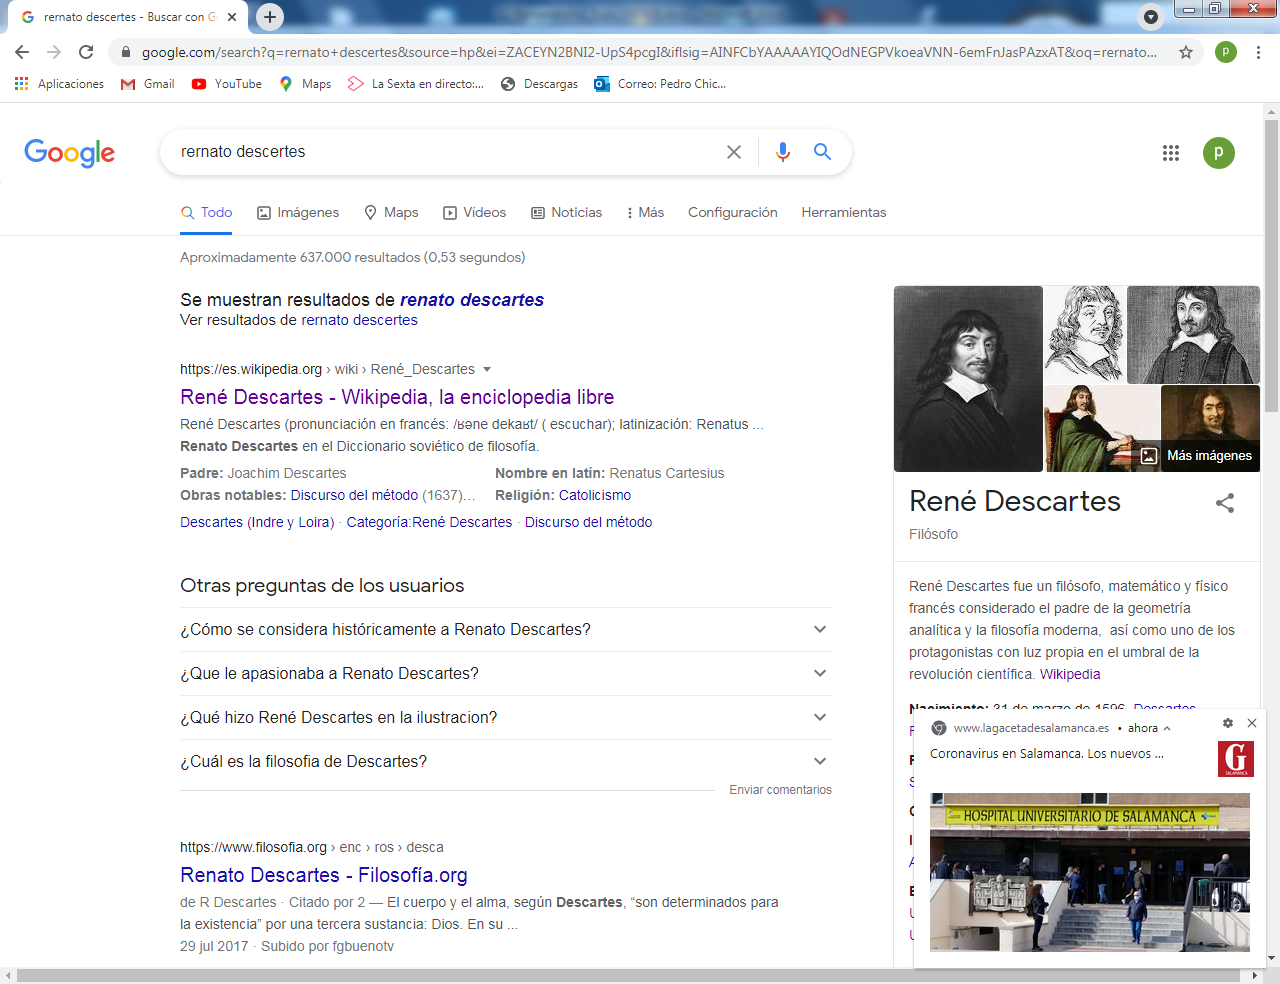 rernato descertes - Buscar con G
google.com/search?q=rernato+descertes&source=hp&ei=ZACEYN2BNI2-UpS4pcgI&iflsig=AINFCbYAAAAAYIQOdNEGPVkoeaVNN-6emFnJasPAzxAT&oq=rernato...
p
Aplicaciones
Gmail
YouTube
Maps
La Sexta en directo:...
Descargas
Correo: Pedro Chic...
Google
rernato descertes
p
Todo
Imágenes
Maps
Vídeos
Noticias
Más
Configuración
Herramientas
Aproximadamente 637.000 resultados (0,53 segundos)
Se muestran resultados de renato descartes
Ver resultados de rernato descertes
https://es.wikipedia.org › wiki › René_Descartes
René Descartes - Wikipedia, la enciclopedia libre
René Descartes (pronunciación en francés: /ʁəne dekaʁt/ ( escuchar); latinización: Renatus ...
Renato Descartes en el Diccionario soviético de filosofía.
Padre: Joachim Descartes
Nombre en latín: Renatus Cartesius
Obras notables: Discurso del método (1637)...
Religión: Catolicismo
Descartes (Indre y Loira) · Categoría:René Descartes · Discurso del método
Otras preguntas de los usuarios
¿Cómo se considera históricamente a Renato Descartes?
¿Que le apasionaba a Renato Descartes?
¿Qué hizo René Descartes en la ilustracion?
¿Cuál es la filosofia de Descartes?
Enviar comentarios
https://www.filosofia.org › enc › ros › desca
Renato Descartes - Filosofía.org
de R Descartes · Citado por 2 — El cuerpo y el alma, según Descartes, “son determinados para
la existencia” por una tercera sustancia: Dios. En su ...
29 jul 2017 · Subido por fgbuenotv
Más imágenes
René Descartes
Filósofo
René Descartes fue un filósofo, matemático y físico
francés considerado el padre de la geometría
analítica y la filosofía moderna, así como uno de los
protagonistas con luz propia en el umbral de la
revolución científica. Wikipedia
Nacimiento: 31 de marzo de 1596, Descartes,
www.lagacetadesalamanca.es • ahora
Coronavirus en Salamanca. Los nuevos ...
G
SALAMANCA
HOSPITAL UNIVERSITARIO DE SALAMANCA